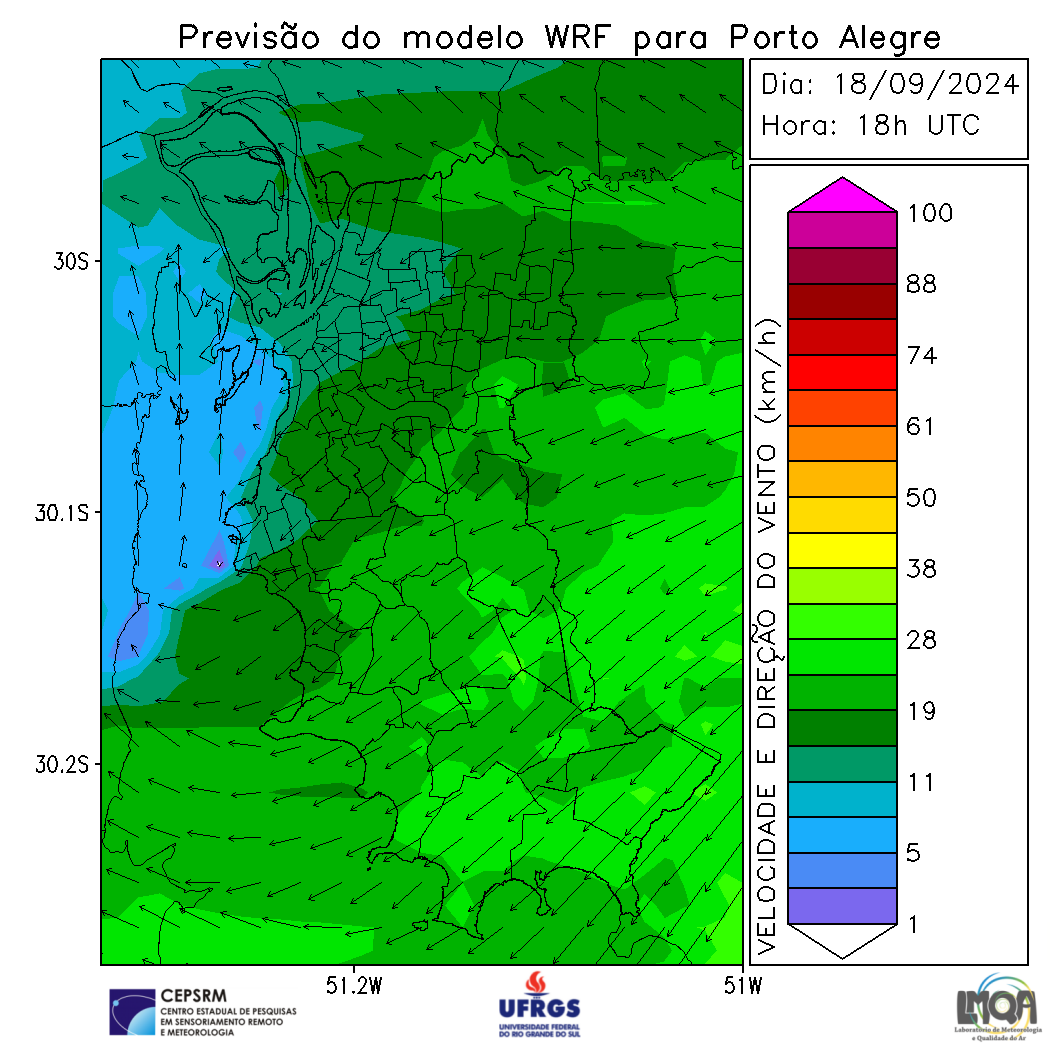 Previsão do modelo WRF para Porto Alegre
Dia: 18/09/2024
Hora: 18h UTC
30S
30.1S
30.2S
51.2W
51W
VELOCIDADE E DIREÇÃO DO VENTO (km/h)
100
88
74
61
50
38
28
19
11
5
1
CEPSRM
CENTRO ESTADUAL DE PESQUISAS
EM SENSORIAMENTO REMOTO
E METEOROLOGIA
UFRGS
UNIVERSIDADE FEDERAL
DO RIO GRANDE DO SUL
LMQA
Laboratório de Meteorologia
e Qualidade do Ar